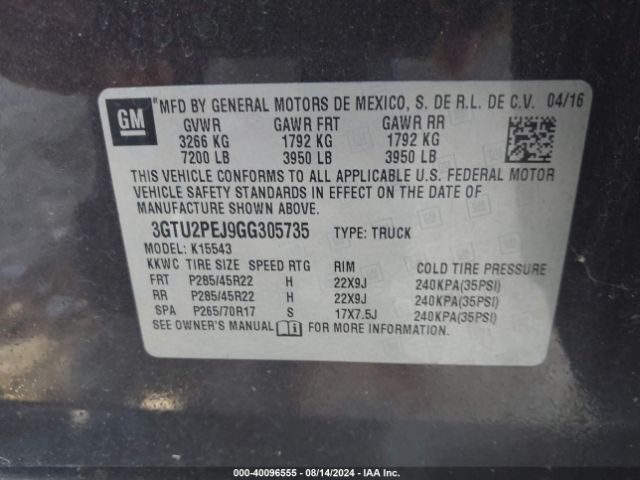 GM
MFD BY GENERAL MOTORS DE MEXICO, S. DE R.L. DE C.V. 04/16
GVWR GAWR FRT GAWR RR
3266 KG 1792 KG 1792 KG
7200 LB 3950 LB 3950 LB
THIS VEHICLE CONFORMS TO ALL APPLICABLE U.S. FEDERAL MOTOR
VEHICLE SAFETY STANDARDS IN EFFECT ON THE DATE OF
MANUFACTURE SHOWN ABOVE.
3GTU2PEJ9GG305735 TYPE: TRUCK
MODEL: K15543
KKWC TIRE SIZE SPEED RTG RIM COLD TIRE PRESSURE
FRT P285/45R22 H 22X9J 240KPA(35PSI)
RR P285/45R22 H 22X9J 240KPA(35PSI)
SPA P265/70R17 S 17X7.5J 240KPA(35PSI)
SEE OWNER'S MANUAL FOR MORE INFORMATION.
000-40096555 - 08/14/2024 - IAA Inc.